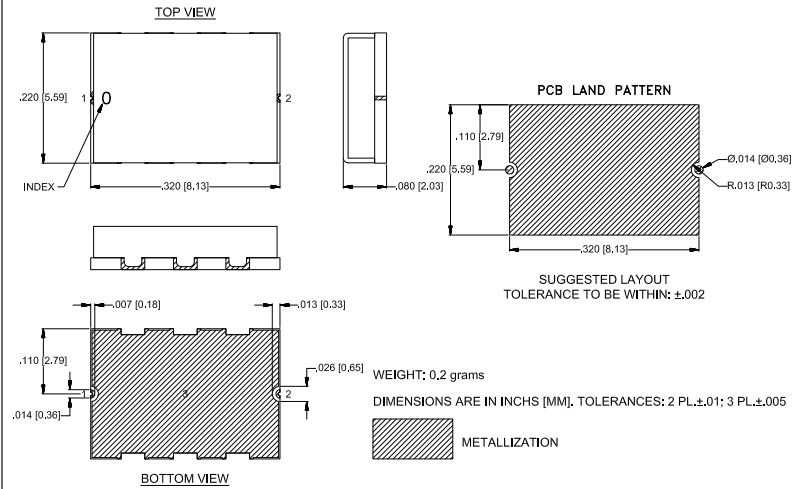 TOP VIEW
.220 [5.59]
1
0
2
INDEX
.320 [8.13]
.080 [2.03]
PCB LAND PATTERN
.110 [2.79]
.220 [5.59]
Ø.014 [Ø0.36]
R.013 [R0.33]
.320 [8.13]
SUGGESTED LAYOUT
TOLERANCE TO BE WITHIN: ±.002
.007 [0.18]
.013 [0.33]
.110 [2.79]
1
3
2
.026 [0.65]
.014 [0.36]
BOTTOM VIEW
WEIGHT: 0.2 grams
DIMENSIONS ARE IN INCHS [MM]. TOLERANCES: 2 PL.±.01; 3 PL.±.005
METALLIZATION